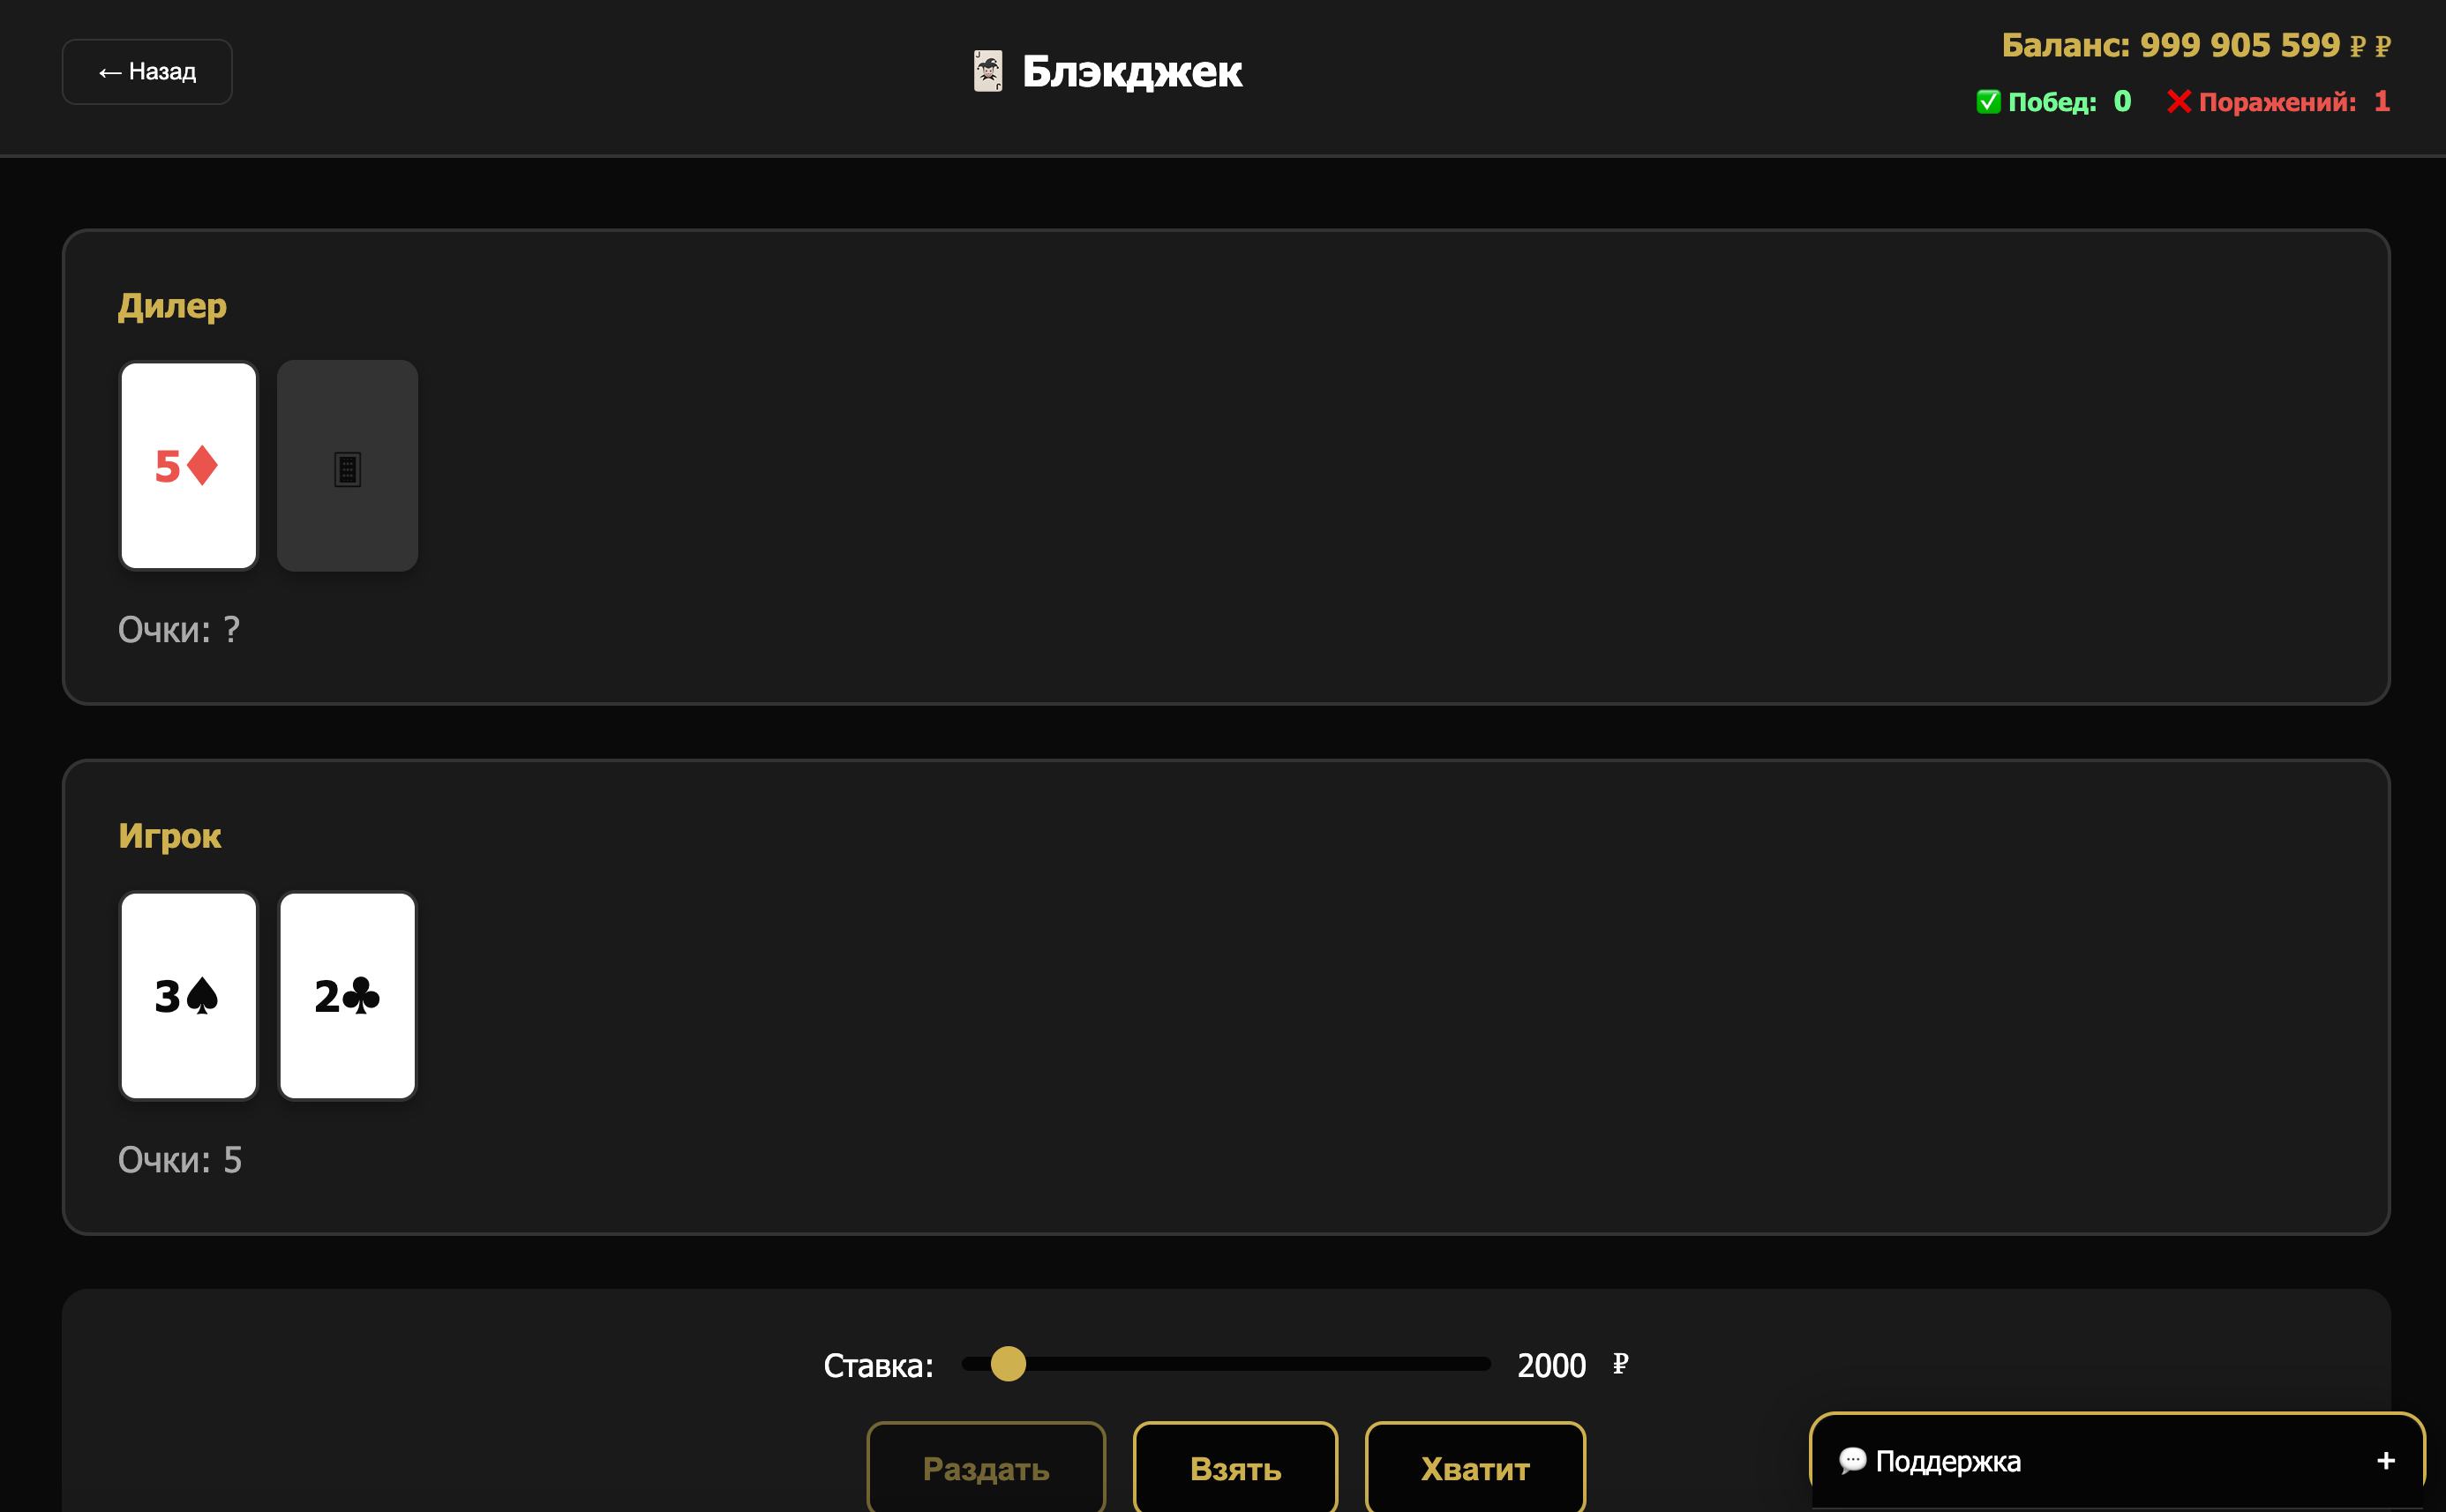 ← Назад
🃏 Блэкджек
Баланс: 999 905 599 ₽ ₽
✅ Побед: 0 ❌ Поражений: 1
Дилер
5♦ 🂠
Очки: ?
Игрок
3♠ 2♣
Очки: 5
Ставка: 2000 ₽
Раздать Взять Хватит
💬 Поддержка +